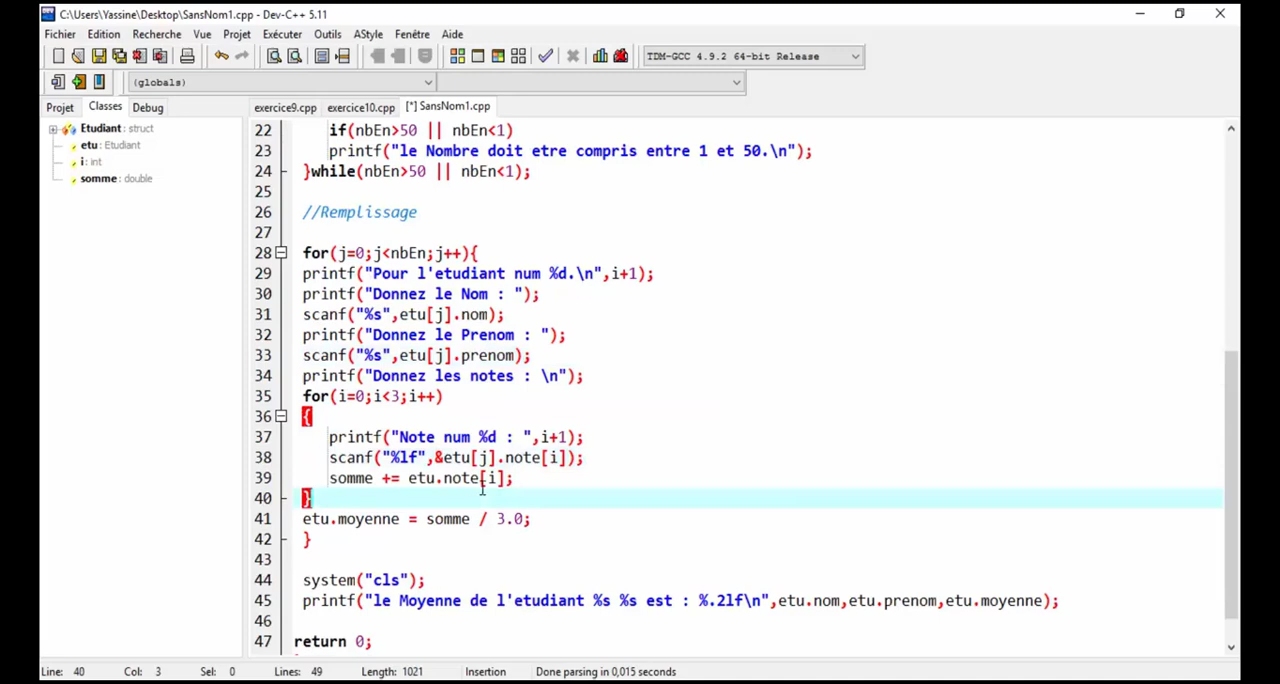 C:\Users\Yassine\Desktop\SansNom1.cpp - Dev-C++ 5.11
Fichier Edition Recherche Vue Projet Exécuter Outils AStyle Fenêtre Aide
TDM-GCC 4.9.2 64-bit Release
(globals)
Projet Classes Debug exercice9.cpp exercice10.cpp [*] SansNom1.cpp
Etudiant : struct
etu : Etudiant
i : int
somme : double
22 if(nbEn>50 || nbEn<1)
23 printf("le Nombre doit etre compris entre 1 et 50.\n");
24 }while(nbEn>50 || nbEn<1);
25
26 //Remplissage
27
28 for(j=0;j<nbEn;j++){
29 printf("Pour l'etudiant num %d.\n",i+1);
30 printf("Donnez le Nom : ");
31 scanf("%s",etu[j].nom);
32 printf("Donnez le Prenom : ");
33 scanf("%s",etu[j].prenom);
34 printf("Donnez les notes : \n");
35 for(i=0;i<3;i++)
36 {
37 printf("Note num %d : ",i+1);
38 scanf("%lf",&etu[j].note[i]);
39 somme += etu.note[i];
40 }
41 etu.moyenne = somme / 3.0;
42 }
43
44 system("cls");
45 printf("le Moyenne de l'etudiant %s %s est : %.2lf\n",etu.nom,etu.prenom,etu.moyenne);
46
47 return 0;
Line: 40 Col: 3 Sel: 0 Lines: 49 Length: 1021 Insertion Done parsing in 0,015 seconds